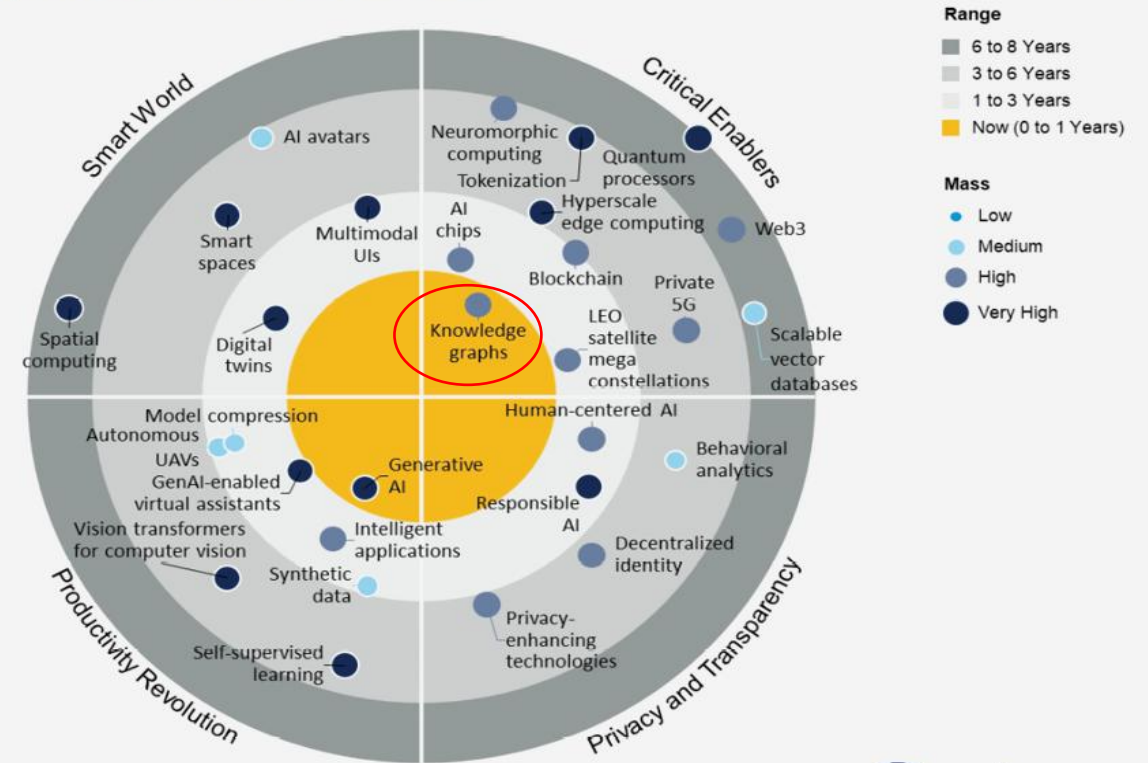 Range
6 to 8 Years
3 to 6 Years
1 to 3 Years
Now (0 to 1 Years)
Mass
Low
Medium
High
Very High
Smart World
AI avatars
Smart
spaces
Multimodal
UIs
Spatial
computing
Digital
twins
Critical Enablers
Neuromorphic
computing
Tokenization
Quantum
processors
AI
chips
Hyperscale
edge computing
Web3
Blockchain
Private
5G
Knowledge
graphs
LEO
satellite
mega
constellations
Scalable
vector
databases
Productivity Revolution
Model compression
Autonomous
UAVs
GenAI-enabled
virtual assistants
Generative
AI
Vision transformers
for computer vision
Intelligent
applications
Synthetic
data
Self-supervised
learning
Privacy and Transparency
Human-centered AI
Behavioral
analytics
Responsible
AI
Decentralized
identity
Privacy-
enhancing
technologies